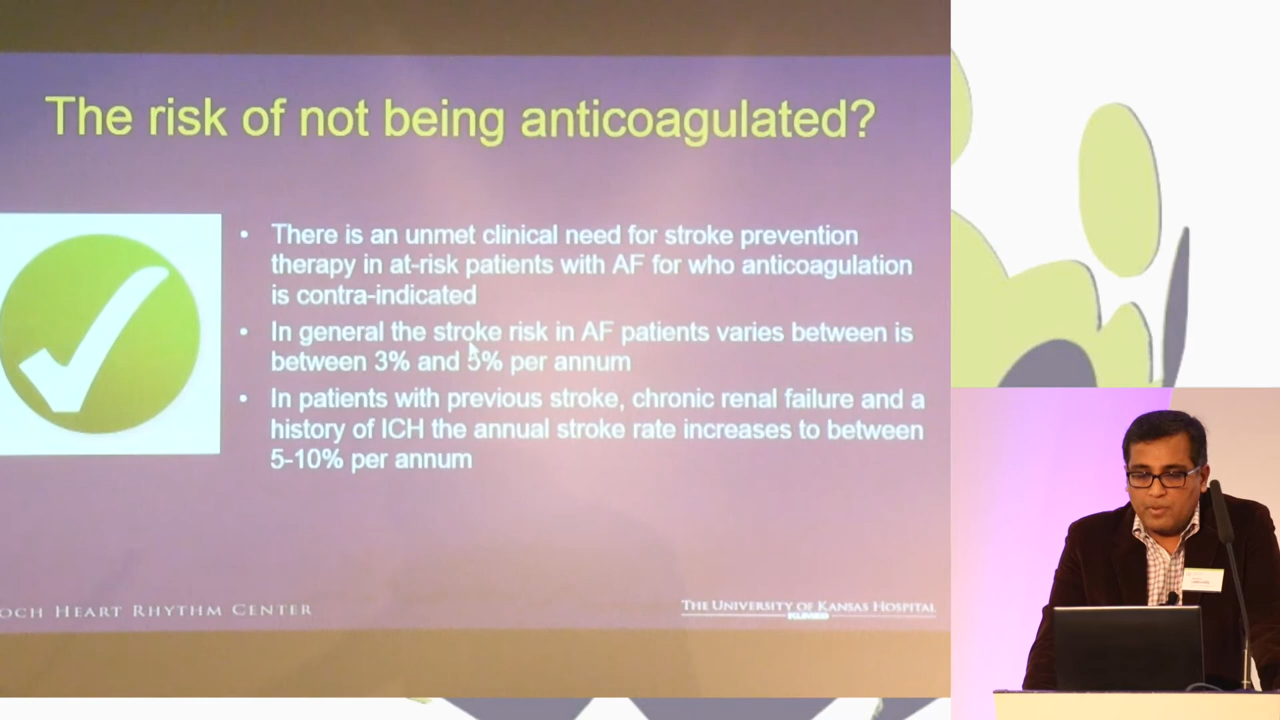 The risk of not being anticoagulated?
• There is an unmet clinical need for stroke prevention
therapy in at-risk patients with AF for who anticoagulation
is contra-indicated
• In general the stroke risk in AF patients varies between is
between 3% and 5% per annum
• In patients with previous stroke, chronic renal failure and a
history of ICH the annual stroke rate increases to between
5-10% per annum
OCH HEART RHYTHM CENTER
THE UNIVERSITY OF KANSAS HOSPITAL
KUMED